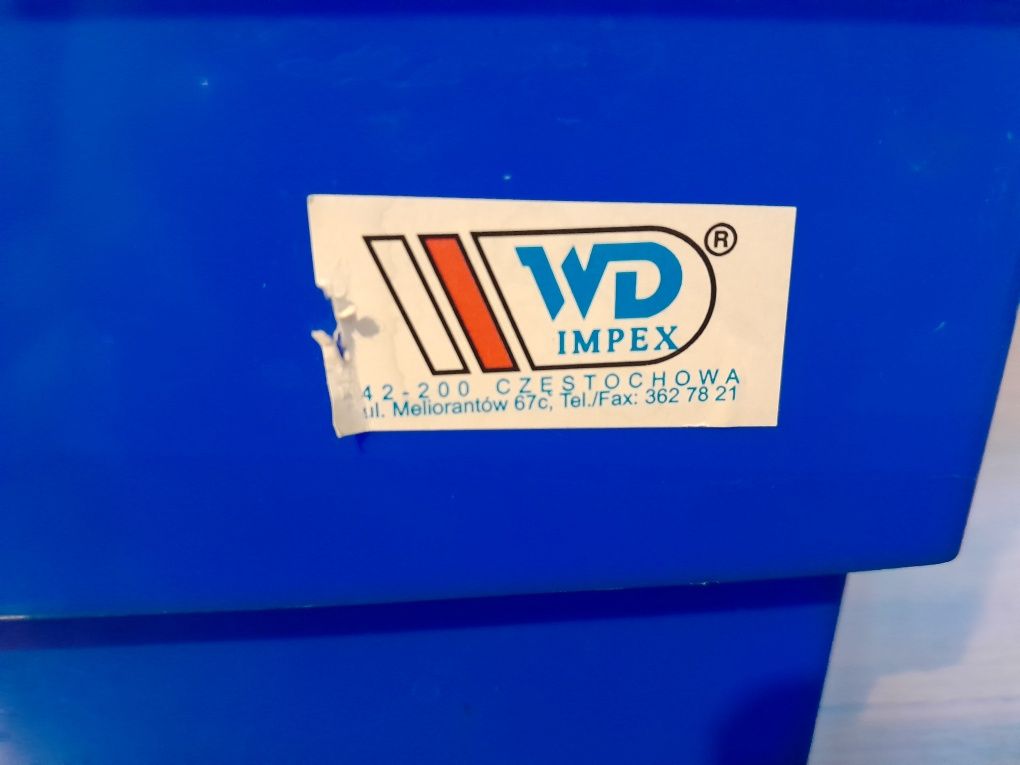 WD ®
IMPEX
42-200 CZĘSTOCHOWA
ul. Meliorantów 67c, Tel./Fax: 362 78 21